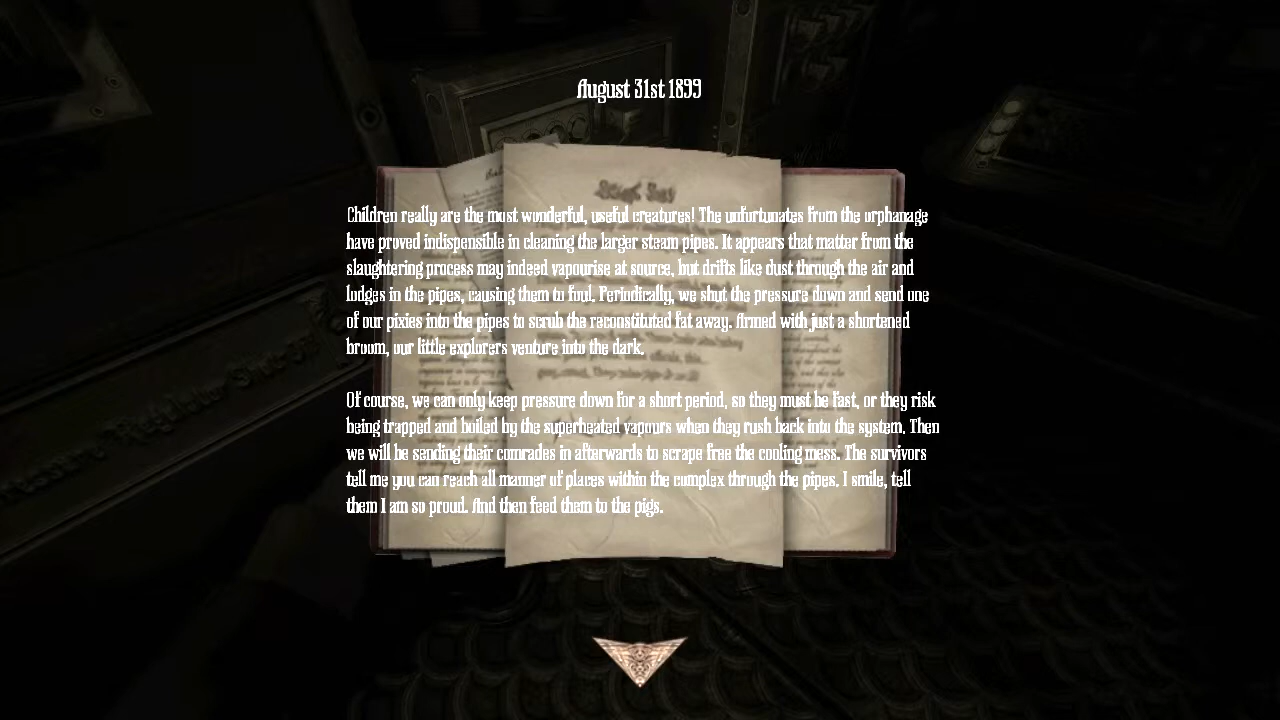 August 31st 1899
Children really are the most wonderful, useful creatures! The unfortunates from the orphanage
have proved indispensible in cleaning the larger steam pipes. It appears that matter from the
slaughtering process may indeed vapourise at source, but drifts like dust through the air and
lodges in the pipes, causing them to foul. Periodically, we shut the pressure down and send one
of our pixies into the pipes to scrub the reconstituted fat away. Armed with just a shortened
broom, our little explorers venture into the dark.
Of course, we can only keep pressure down for a short period, so they must be fast, or they risk
being trapped and boiled by the superheated vapours when they rush back into the system. Then
we will be sending their comrades in afterwards to scrape free the cooling mess. The survivors
tell me you can reach all manner of places within the complex through the pipes. I smile, tell
them I am so proud. And then feed them to the pigs.